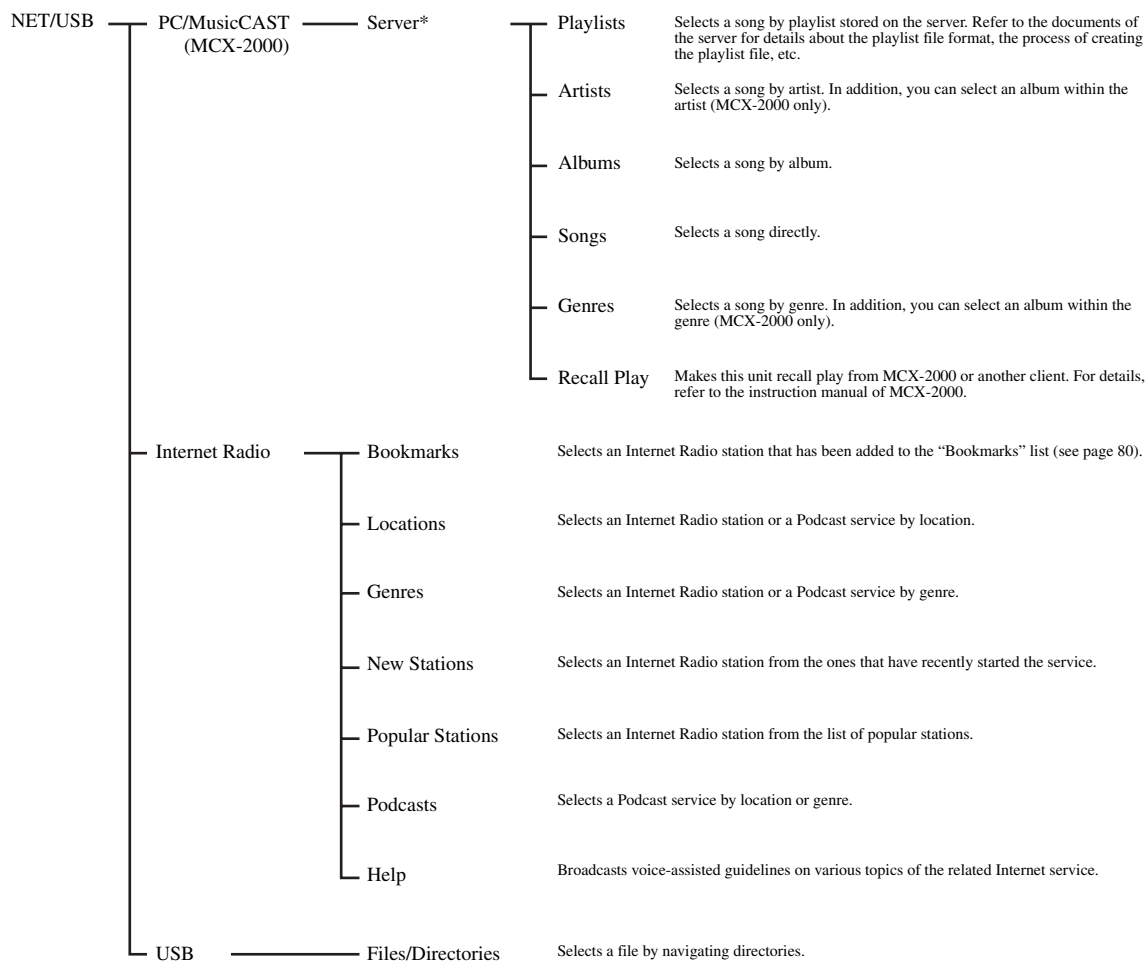 NET/USB PC/MusicCAST Server* Playlists Selects a song by playlist stored on the server. Refer to the documents of
(MCX-2000) the server for details about the playlist file format, the process of creating
the playlist file, etc.
Artists Selects a song by artist. In addition, you can select an album within the
artist (MCX-2000 only).
Albums Selects a song by album.
Songs Selects a song directly.
Genres Selects a song by genre. In addition, you can select an album within the
genre (MCX-2000 only).
Recall Play Makes this unit recall play from MCX-2000 or another client. For details,
refer to the instruction manual of MCX-2000.
Internet Radio Bookmarks Selects an Internet Radio station that has been added to the “Bookmarks” list (see page 80).
Locations Selects an Internet Radio station or a Podcast service by location.
Genres Selects an Internet Radio station or a Podcast service by genre.
New Stations Selects an Internet Radio station from the ones that have recently started the service.
Popular Stations Selects an Internet Radio station from the list of popular stations.
Podcasts Selects a Podcast service by location or genre.
Help Broadcasts voice-assisted guidelines on various topics of the related Internet service.
USB Files/Directories Selects a file by navigating directories.